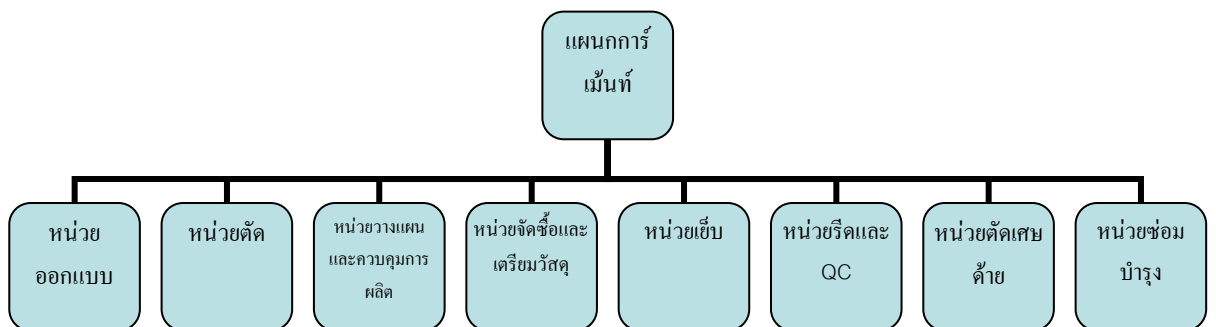 แผนกการ์
เม้นท์
หน่วย
ออกแบบ
หน่วยตัด
หน่วยวางแผน
และควบคุมการ
ผลิต
หน่วยจัดซื้อและ
เตรียมวัสดุ
หน่วยเย็บ
หน่วยรีดและ
QC
หน่วยตัดเศษ
ด้าย
หน่วยซ่อม
บำรุง